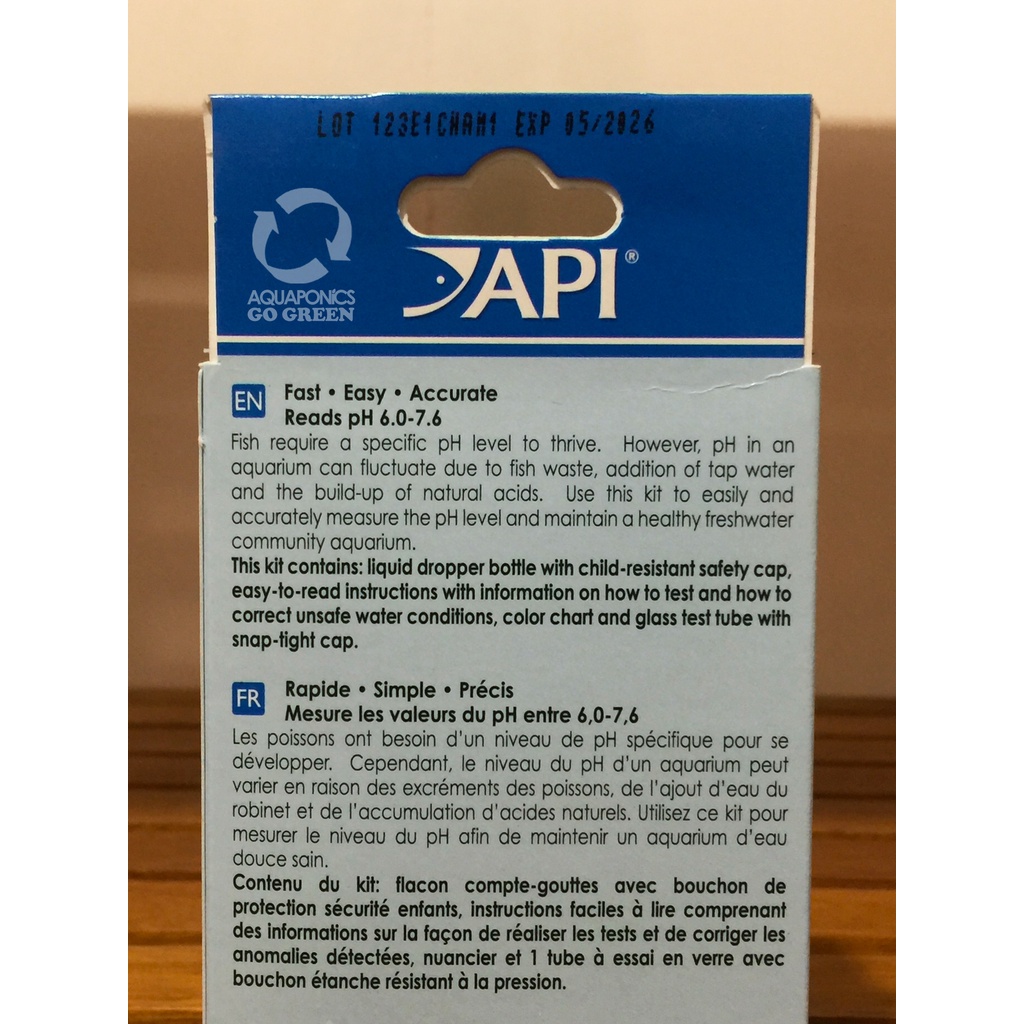 LOT 123E1CHAH1 EXP 05/2026
AQUAPONiCS
GO GREEN
API®
EN
Fast • Easy • Accurate
Reads pH 6.0-7.6
Fish require a specific pH level to thrive. However, pH in an
aquarium can fluctuate due to fish waste, addition of tap water
and the build-up of natural acids. Use this kit to easily and
accurately measure the pH level and maintain a healthy freshwater
community aquarium.
This kit contains: liquid dropper bottle with child-resistant safety cap,
easy-to-read instructions with information on how to test and how to
correct unsafe water conditions, color chart and glass test tube with
snap-tight cap.
FR
Rapide • Simple • Précis
Mesure les valeurs du pH entre 6,0-7,6
Les poissons ont besoin d'un niveau de pH spécifique pour se
développer. Cependant, le niveau du pH d'un aquarium peut
varier en raison des excréments des poissons, de l'ajout d'eau du
robinet et de l'accumulation d'acides naturels. Utilisez ce kit pour
mesurer le niveau du pH afin de maintenir un aquarium d'eau
douce sain.
Contenu du kit: flacon compte-gouttes avec bouchon de
protection sécurité enfants, instructions faciles à lire comprenant
des informations sur la façon de réaliser les tests et de corriger les
anomalies détectées, nuancier et 1 tube à essai en verre avec
bouchon étanche résistant à la pression.